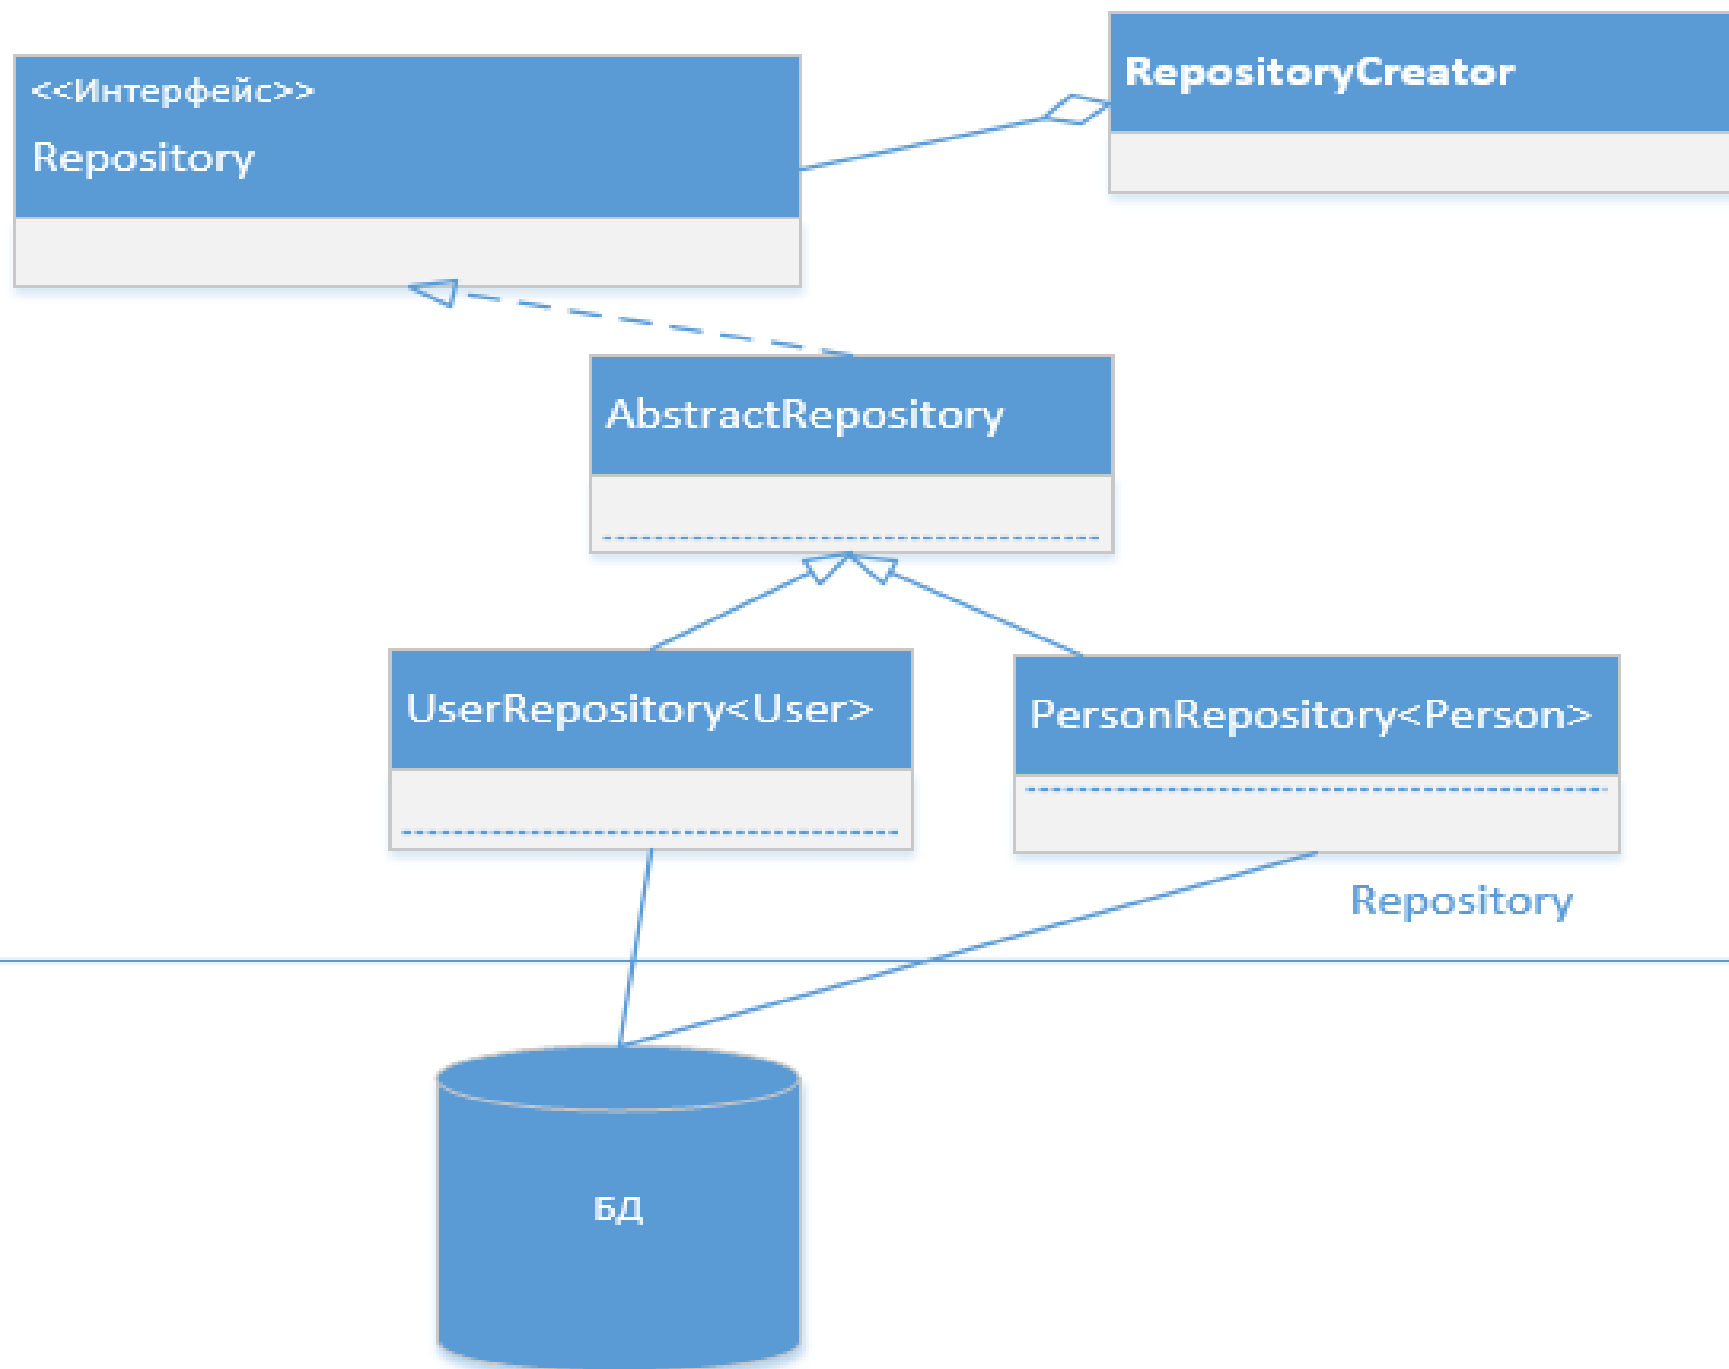 <<Интерфейс>>
Repository
RepositoryCreator
AbstractRepository
UserRepository<User>
PersonRepository<Person>
Repository
БД